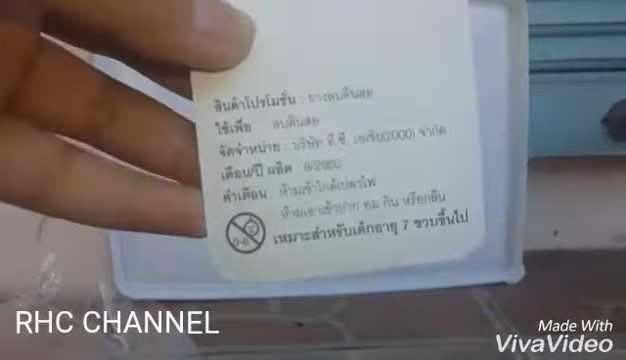 สินค้าโปรโมชั่น : ยางลบดินสอ
ใช้เพื่อ ลบดินสอ
จัดจำหน่าย : บริษัท ที.ซี. เอเซีย(2000) จำกัด
เดือน/ปี ผลิต : 8/2560
คำเตือน : ห้ามเข้าใกล้เปลวไฟ
ห้ามเอาเข้าปาก อม กิน หรือกลืน
0-6
เหมาะสำหรับเด็กอายุ 7 ขวบขึ้นไป
RHC CHANNEL
Made With
VivaVideo